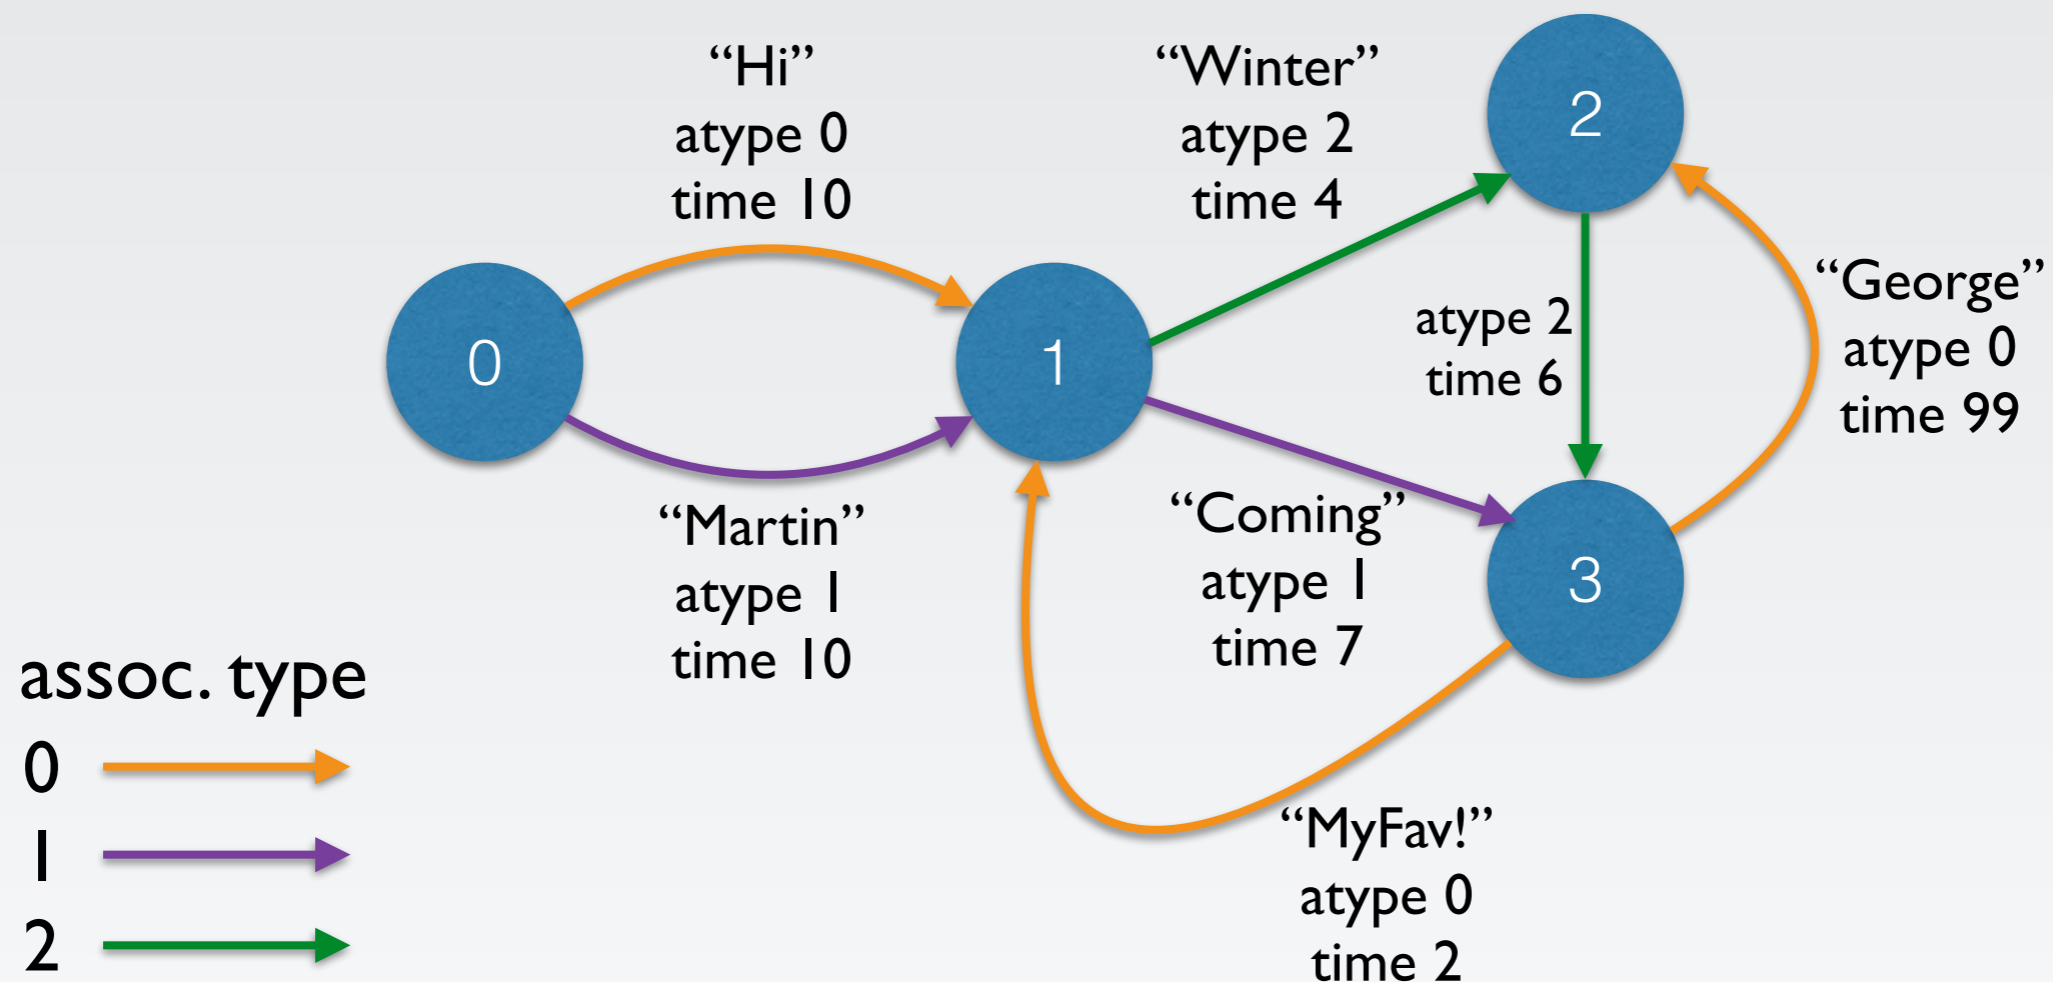 “Hi”
atype 0
time 10
“Winter”
atype 2
time 4
2
“George”
atype 0
time 99
atype 2
time 6
0
1
“Martin”
atype 1
time 10
“Coming”
atype 1
time 7
3
“MyFav!”
atype 0
time 2
assoc. type
0
1
2